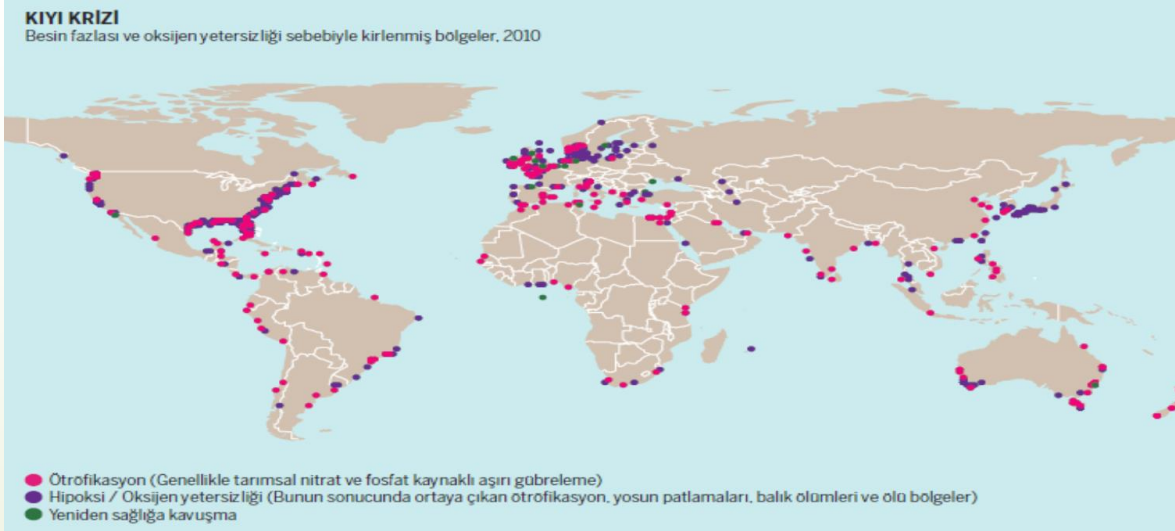 KIYI KRİZİ
Besin fazlası ve oksijen yetersizliği sebebiyle kirlenmiş bölgeler, 2010
Ötrofikasyon (Genellikle tarımsal nitrat ve fosfat kaynaklı aşırı gübreleme)
Hipoksi / Oksijen yetersizliği (Bunun sonucunda ortaya çıkan ötrofikasyon, yosun patlamaları, balık ölümleri ve ölü bölgeler)
Yeniden sağlığa kavuşma